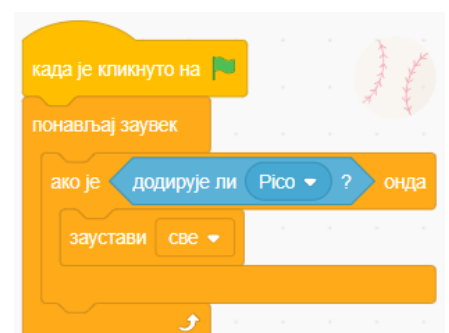 када је кликнуто на
понављај заувек
ако је додирује ли Pico ? онда
заустави све